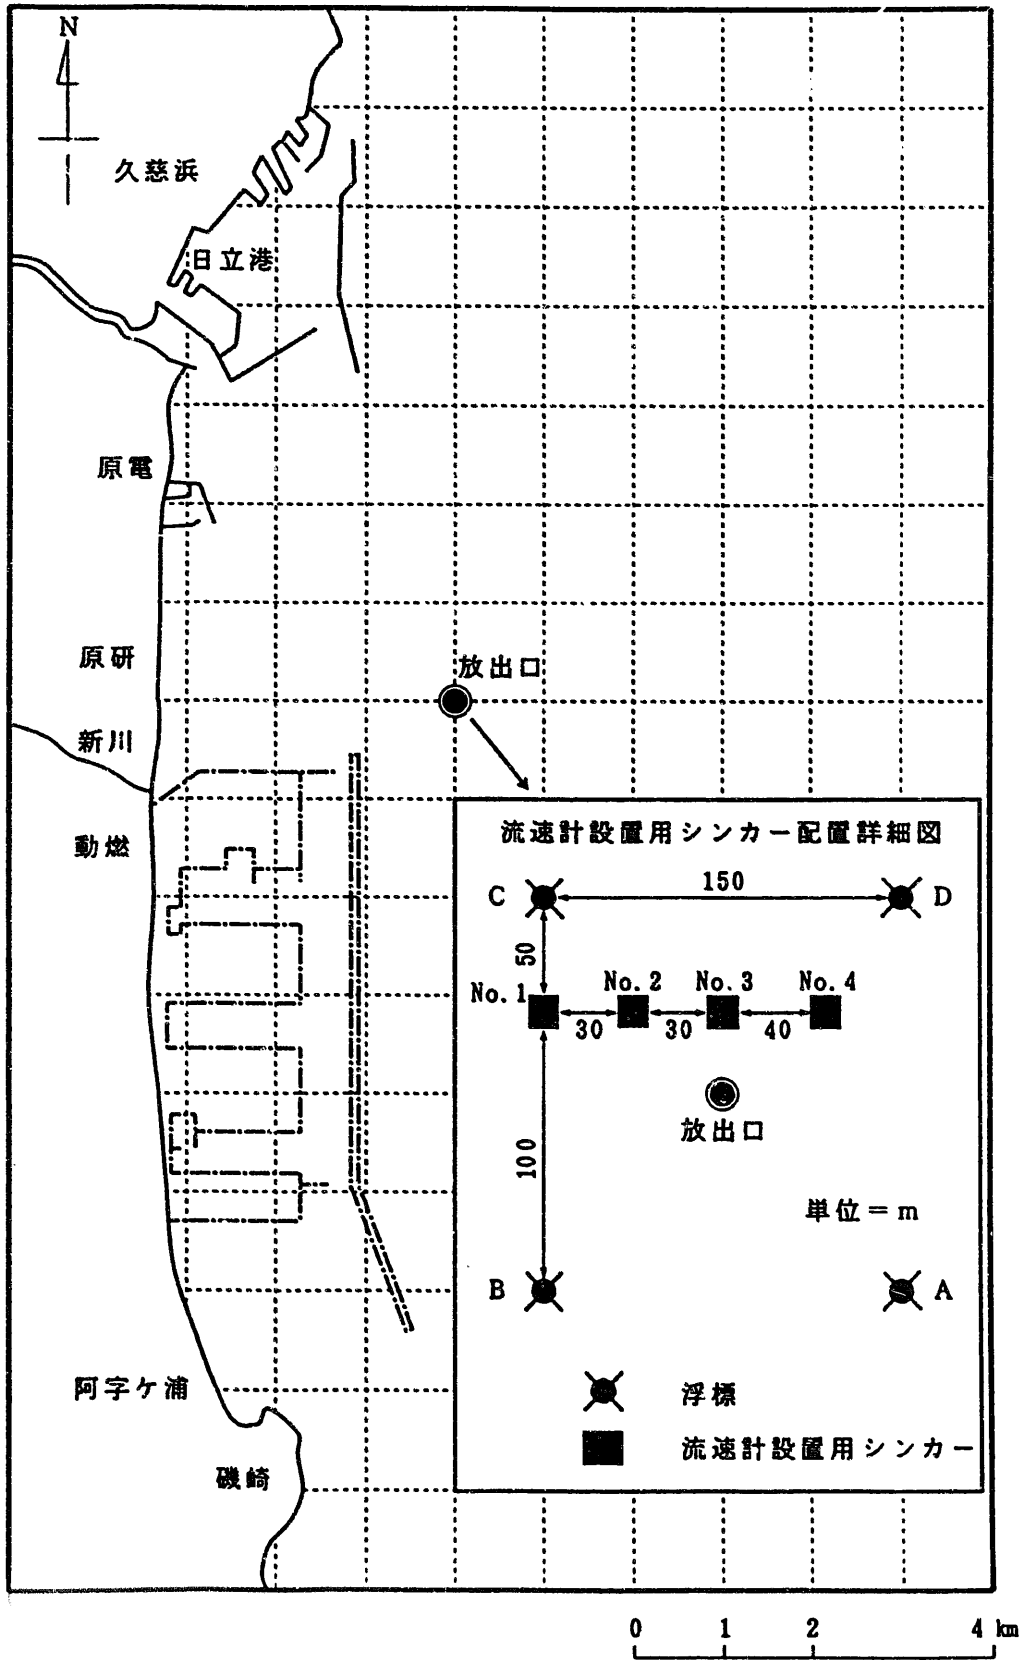 N
久慈浜
日立港
原電
原研
放出口
新川
動燃
流速計設置用シンカー配置詳細図
C
150
D
50
No. 1
No. 2
No. 3
No. 4
30
30
40
放出口
100
単位＝m
B
A
浮標
流速計設置用シンカー
阿字ケ浦
磯崎
0 1 2 4 km